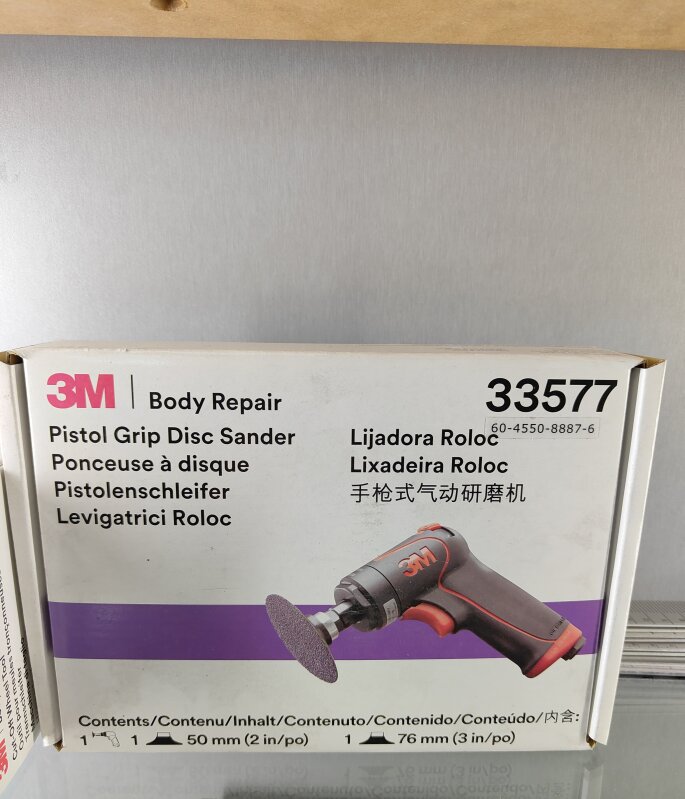 3M | Body Repair
33577
60-4550-8887-6
Pistol Grip Disc Sander
Ponceuse à disque
Pistolenschleifer
Levigatrici Roloc
Lijadora Roloc
Lixadeira Roloc
手枪式气动研磨机
3M
Contents/Contenu/Inhalt/Contenuto/Contenido/Conteúdo/内含:
1 1 50 mm (2 in/po) 1 76 mm (3 in/po)
3M